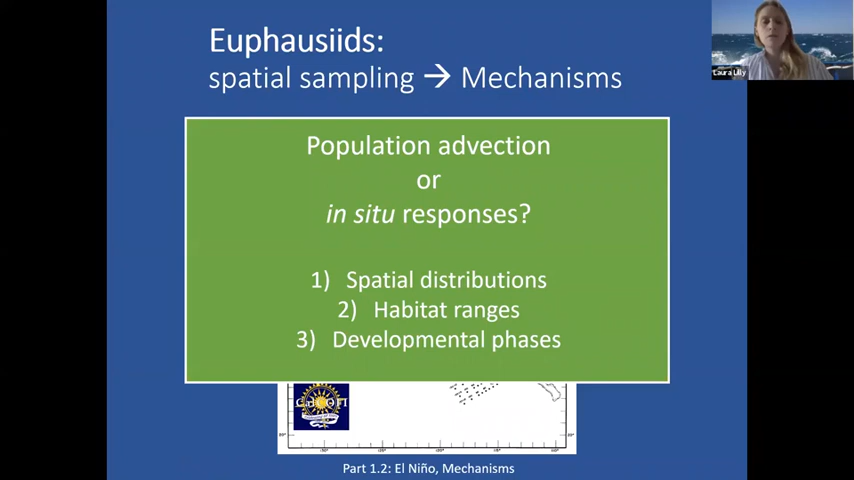 Euphausiids:
spatial sampling → Mechanisms
Laura Lilly
Population advection
or
in situ responses?
1) Spatial distributions
2) Habitat ranges
3) Developmental phases
Part 1.2: El Niño, Mechanisms